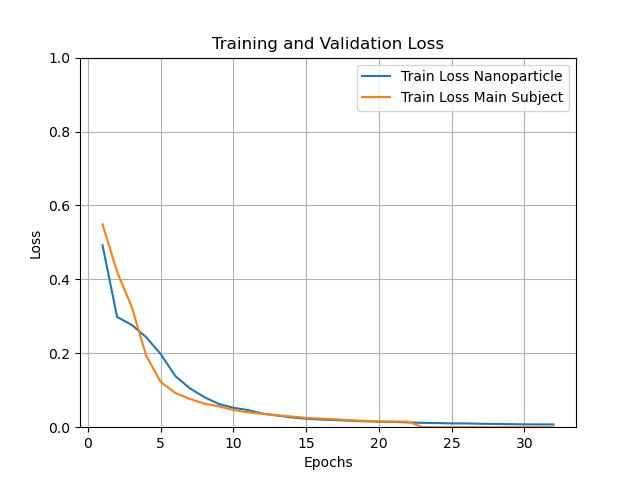 Training and Validation Loss
Train Loss Nanoparticle
Train Loss Main Subject
Loss
1.0
0.8
0.6
0.4
0.2
0.0
0 5 10 15 20 25 30
Epochs